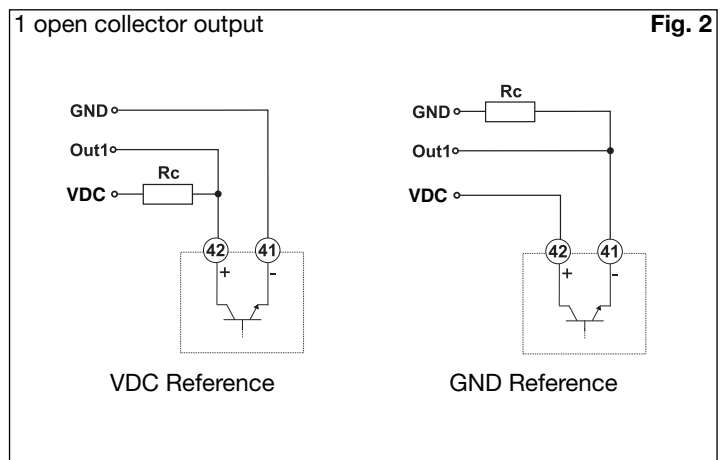 1 open collector output Fig. 2
GND
Out1
Rc
VDC
42 41
+ -
VDC Reference
Rc
GND
Out1
VDC
42 41
+ -
GND Reference